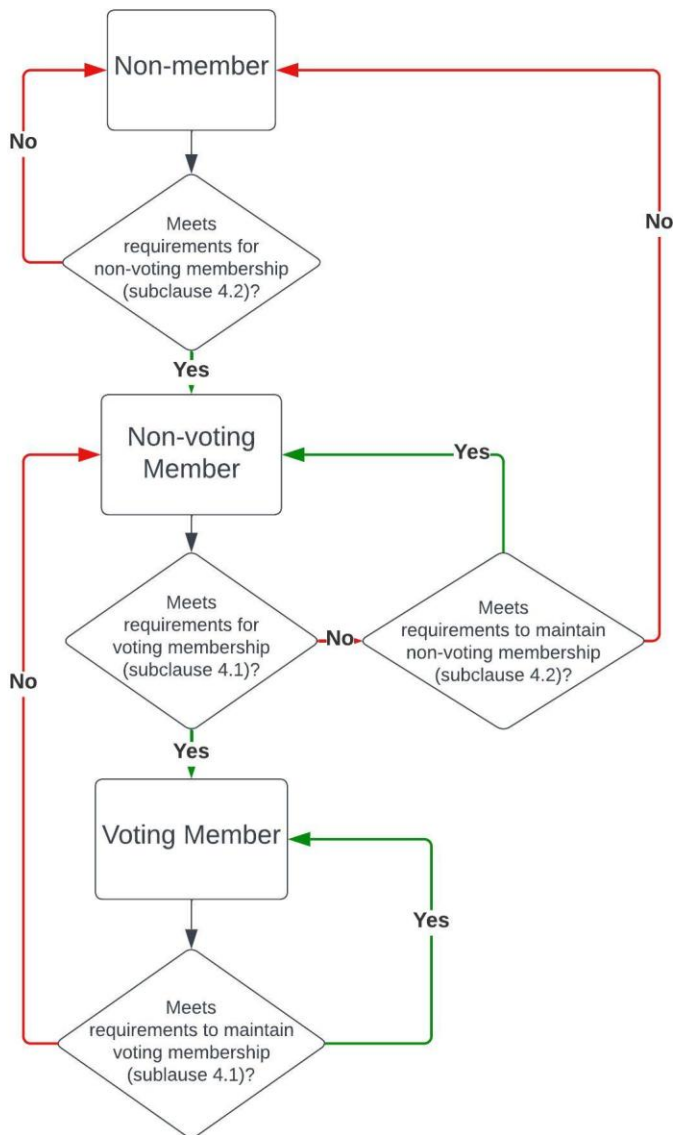 Non-member
No
Meets
requirements for
non-voting membership
(subclause 4.2)?
No
Yes
Non-voting
Member
Yes
Meets
requirements for
voting membership
(subclause 4.1)?
No
Meets
requirements to maintain
non-voting membership
(subclause 4.2)?
No
Yes
Voting Member
Yes
Meets
requirements to maintain
voting membership
(sublause 4.1)?